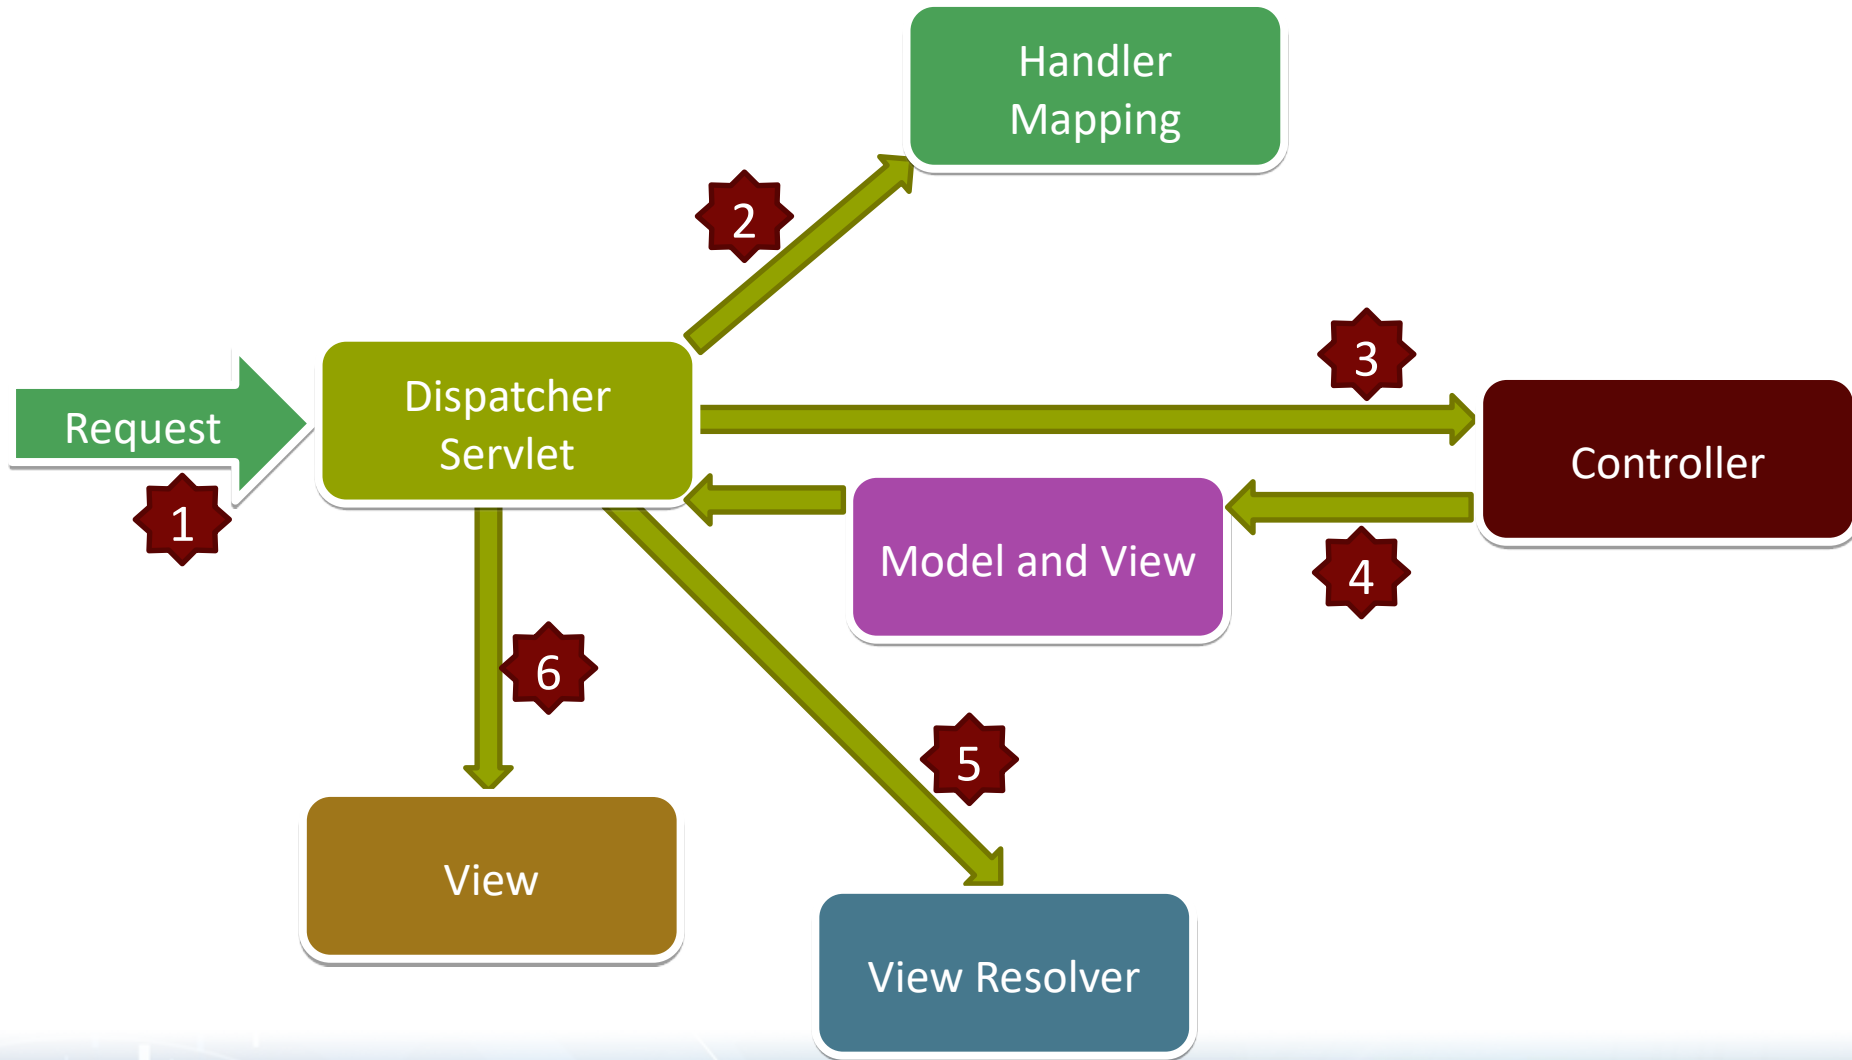 Handler
Mapping
2
3
Request
Dispatcher
Servlet
Controller
1
Model and View
4
6
5
View
View Resolver